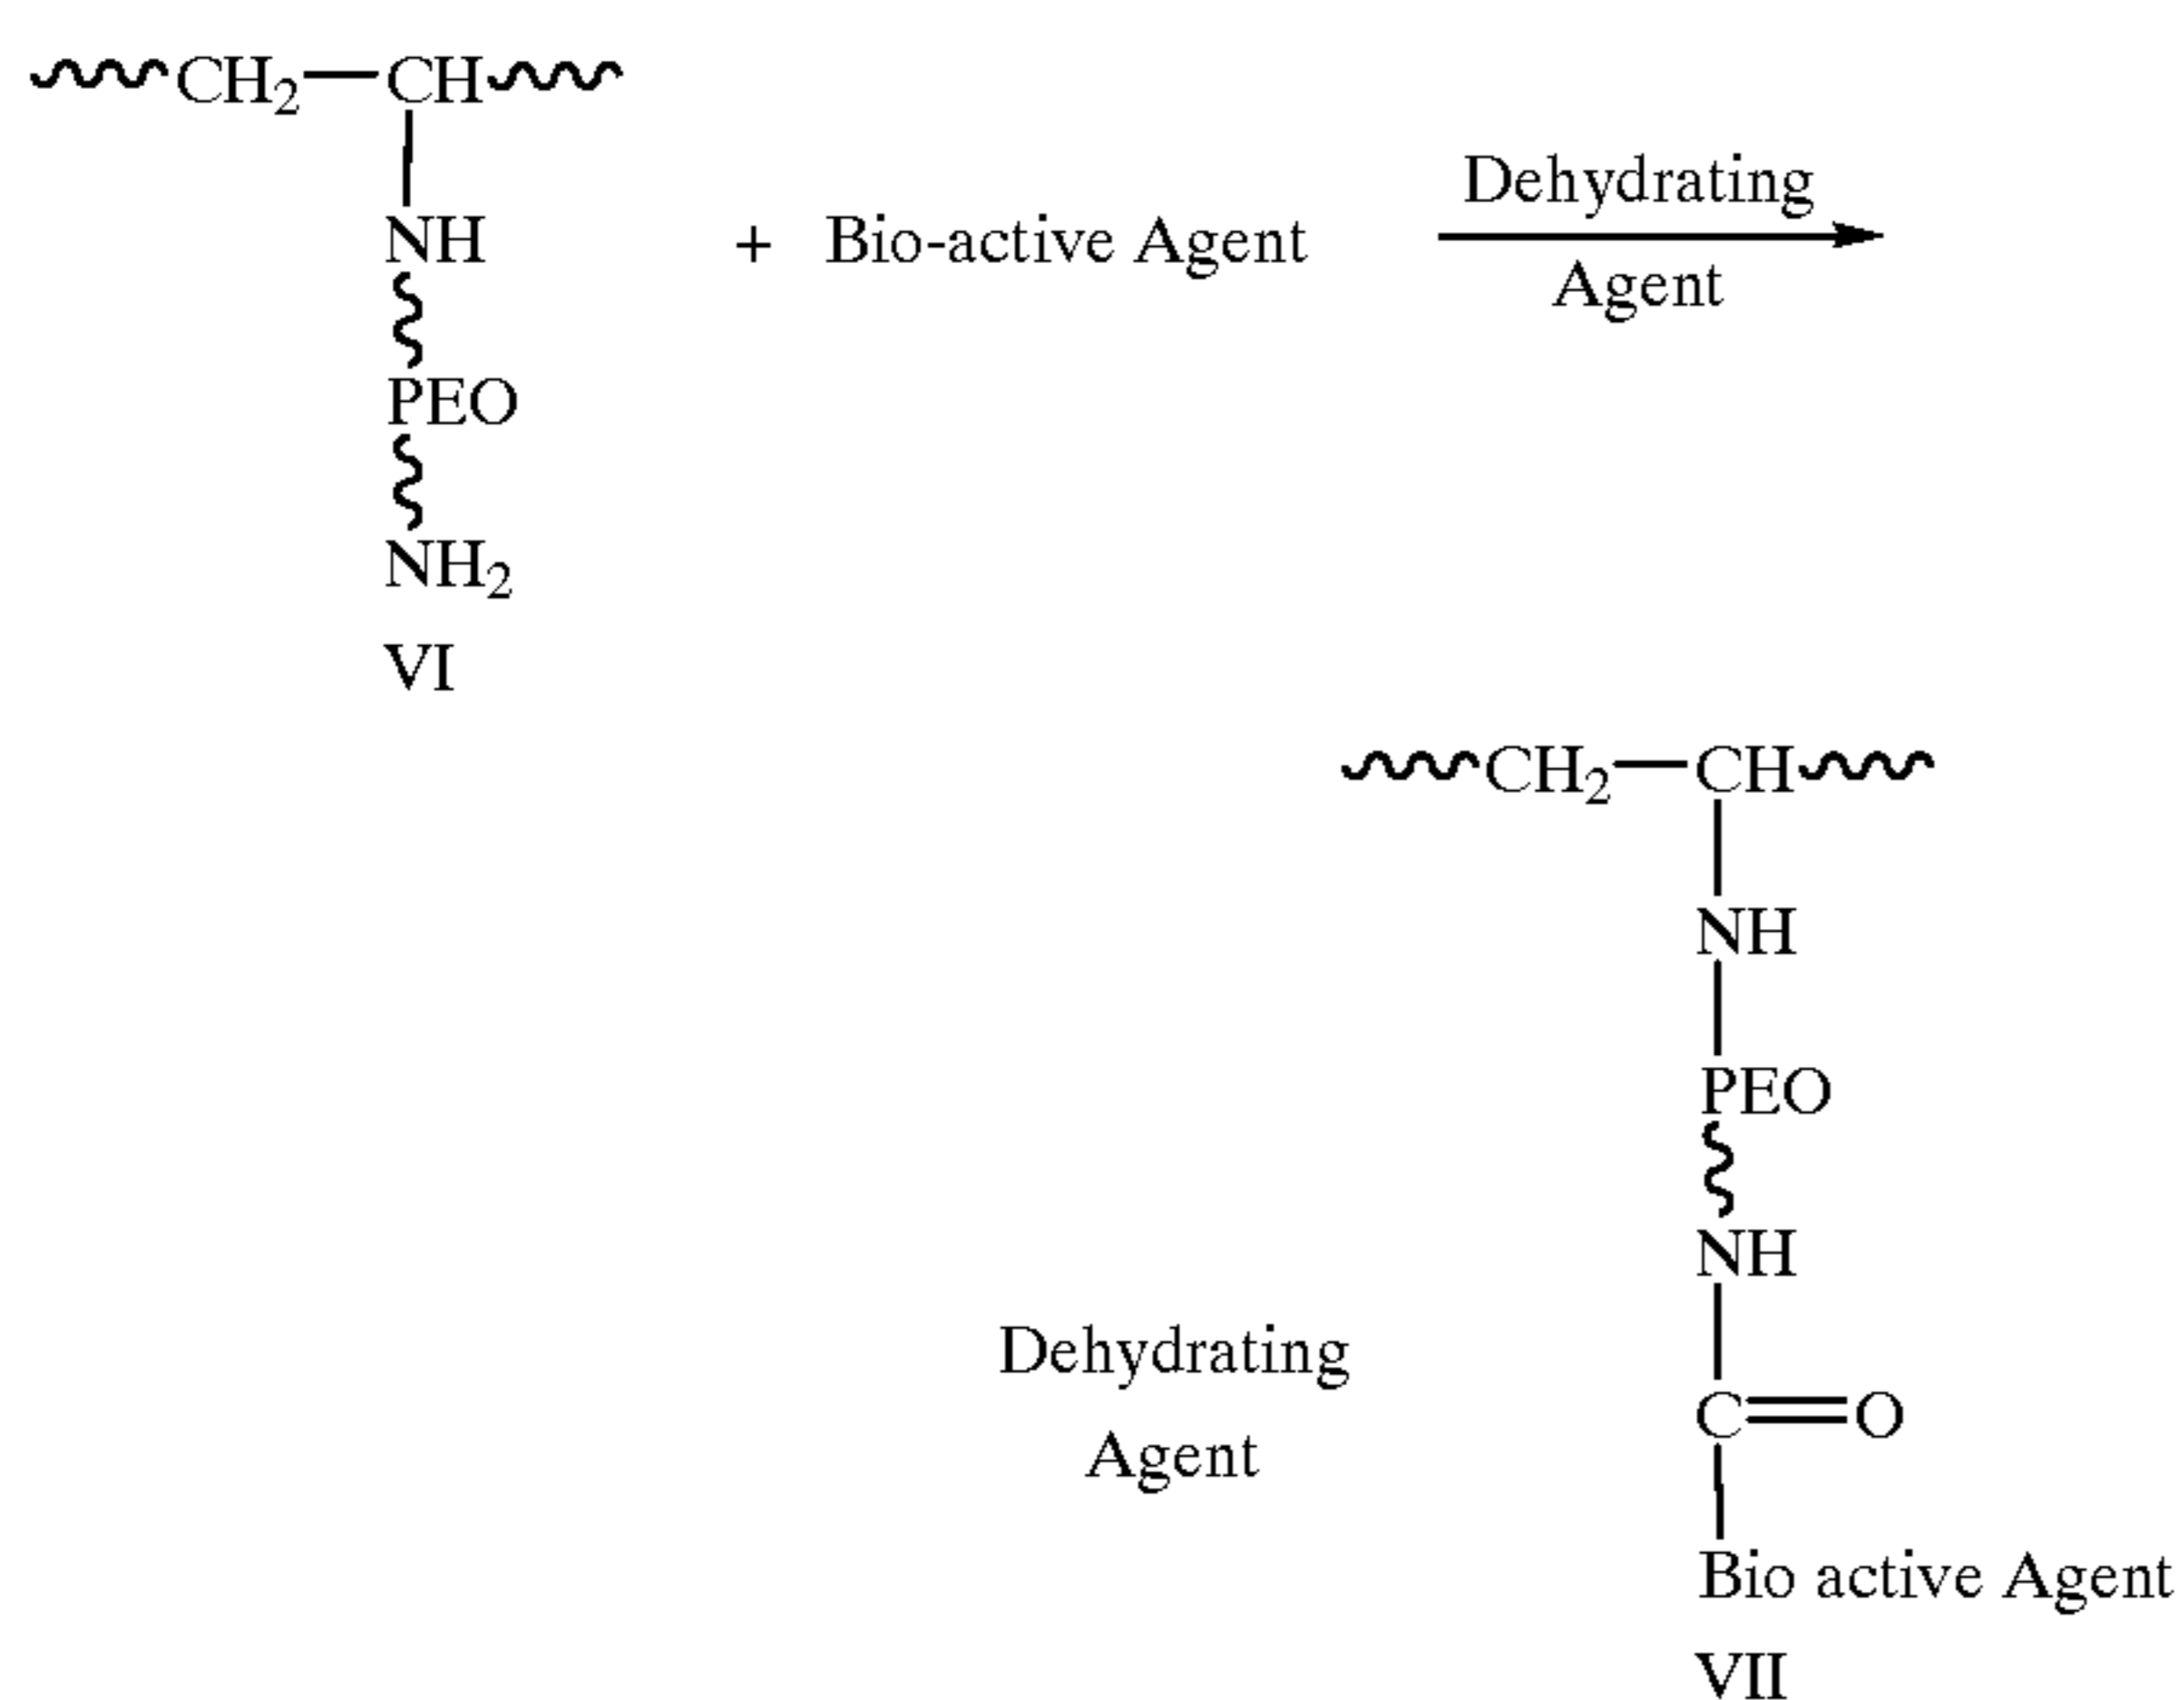 CH2—CH
NH
+ Bio-active Agent
Dehydrating
Agent
PEO
NH2
VI
CH2—CH
NH
PEO
NH
Dehydrating
Agent
C=O
Bio active Agent
VII